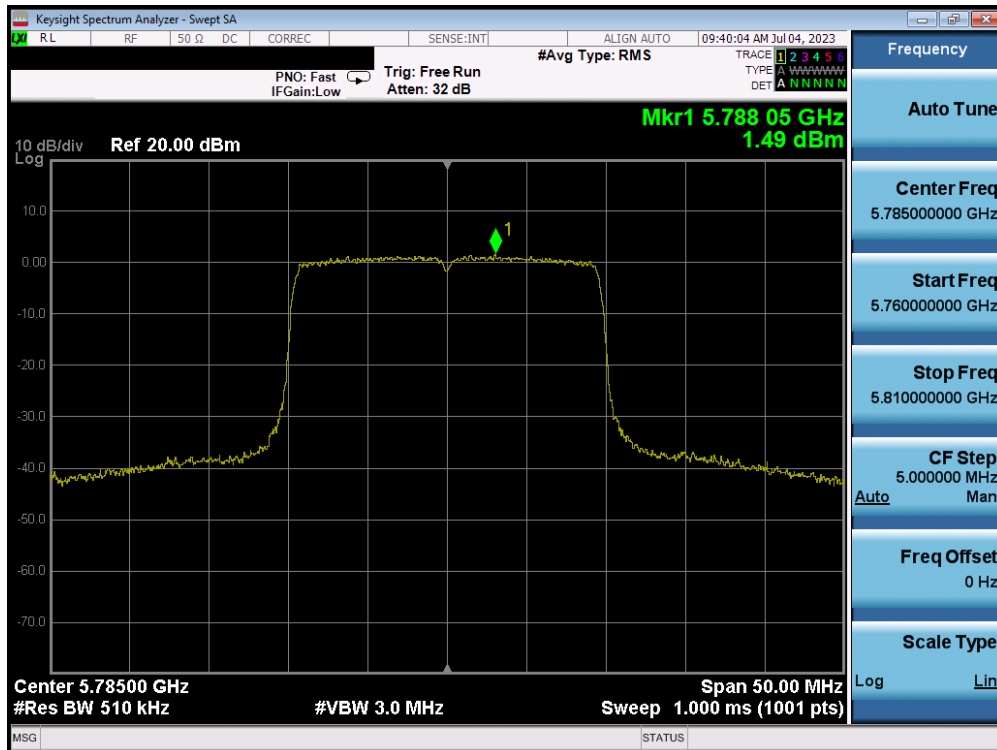 Keysight Spectrum Analyzer - Swept SA
LXI RL RF 50 Ω DC CORREC SENSE:INT ALIGN AUTO 09:40:04 AM Jul 04, 2023
PNO: Fast
IFGain:Low
Trig: Free Run
Atten: 32 dB
#Avg Type: RMS
TRACE 1 2 3 4 5 6
TYPE A WWWWWW
DET A N N N N N
Mkr1 5.788 05 GHz
1.49 dBm
10 dB/div Ref 20.00 dBm
Log
1
10.0
0.00
-10.0
-20.0
-30.0
-40.0
-50.0
-60.0
-70.0
Center 5.78500 GHz Span 50.00 MHz
#Res BW 510 kHz #VBW 3.0 MHz Sweep 1.000 ms (1001 pts)
MSG STATUS
Frequency
Auto Tune
Center Freq
5.785000000 GHz
Start Freq
5.760000000 GHz
Stop Freq
5.810000000 GHz
CF Step
5.000000 MHz
Auto Man
Freq Offset
0 Hz
Scale Type
Log Lin